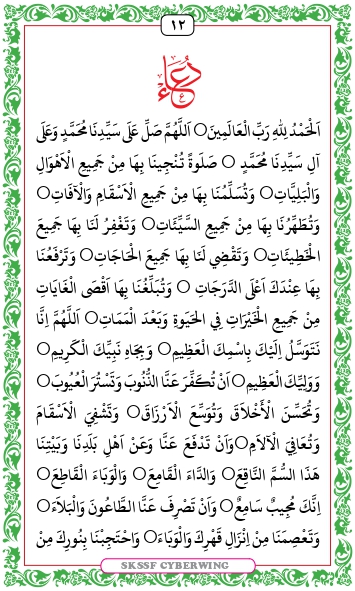 ١٢
دُعَاءْ
اَلْحَمْدُ لِلّٰهِ رَبِّ الْعَالَمِينَ○ اَللّٰهُمَّ صَلِّ عَلَى سَيِّدِنَا مُحَمَّدٍ وَعَلَى
آلِ سَيِّدِنَا مُحَمَّدٍ ○ صَلَوةً تُنْجِينَا بِهَا مِنْ جَمِيعِ الْاَهْوَالِ
وَالْبَلِيَّاتِ○ وَتُسَلِّمُنَا بِهَا مِنْ جَمِيعِ الْاَسْقَامِ وَالْآفَاتِ○
وَتُطَهِّرُنَا بِهَا مِنْ جَمِيعِ السَّيِّئَاتِ○ وَتَغْفِرُ لَنَا بِهَا جَمِيعَ
الْخَطِيئَاتِ○ وَتَقْضِي لَنَا بِهَا جَمِيعَ الْحَاجَاتِ○ وَتَرْفَعُنَا
بِهَا عِنْدَكَ اَعْلَى الدَّرَجَاتِ ○ وَتُبَلِّغُنَا بِهَا اَقْصَى الْغَايَاتِ
مِنْ جَمِيعِ الْخَيْرَاتِ فِي الْحَيَوةِ وَبَعْدَ الْمَمَاتِ○ اَللّٰهُمَّ اِنَّا
نَتَوَسَّلُ اِلَيْكَ بِاسْمِكَ الْعَظِيمِ○ وَبِجَاهِ نَبِيِّكَ الْكَرِيمِ○
وَوَلِيِّكَ الْعَظِيمِ○ اَنْ تُكَفِّرَ عَنَّا الذُّنُوبَ وَتَسْتُرَ الْعُيُوبَ○
وَتُحَسِّنَ الْأَخْلَاقَ وَتُوَسِّعَ الْاَرْزَاقَ○ وَتَشْفِيَ الْاَسْقَامَ
وَتُعَافِيَ الْاَلَامِ○وَاَنْ تَدْفَعَ عَنَّا وَعَنْ اَهْلِ بَلَدِنَا وَبَيْتِنَا
هَذَا السُّمَّ النَّاقِعَ○ وَالدَّاءَ الْقَامِعَ○ وَالْوَبَاءَ الْقَاطِعَ○
اِنَّكَ مُجِيبٌ سَامِعٌ○ وَاَنْ تَصْرِفَ عَنَّا الطَّاعُونَ وَالْبَلَاءَ○
وَتَعْصِمَنَا مِنْ اِنْزَالِ قَهْرِكَ وَالْوَبَاءَ○ وَاحْتَجِبْنَا بِنُورِكَ مِنْ
SKSSF CYBERWING